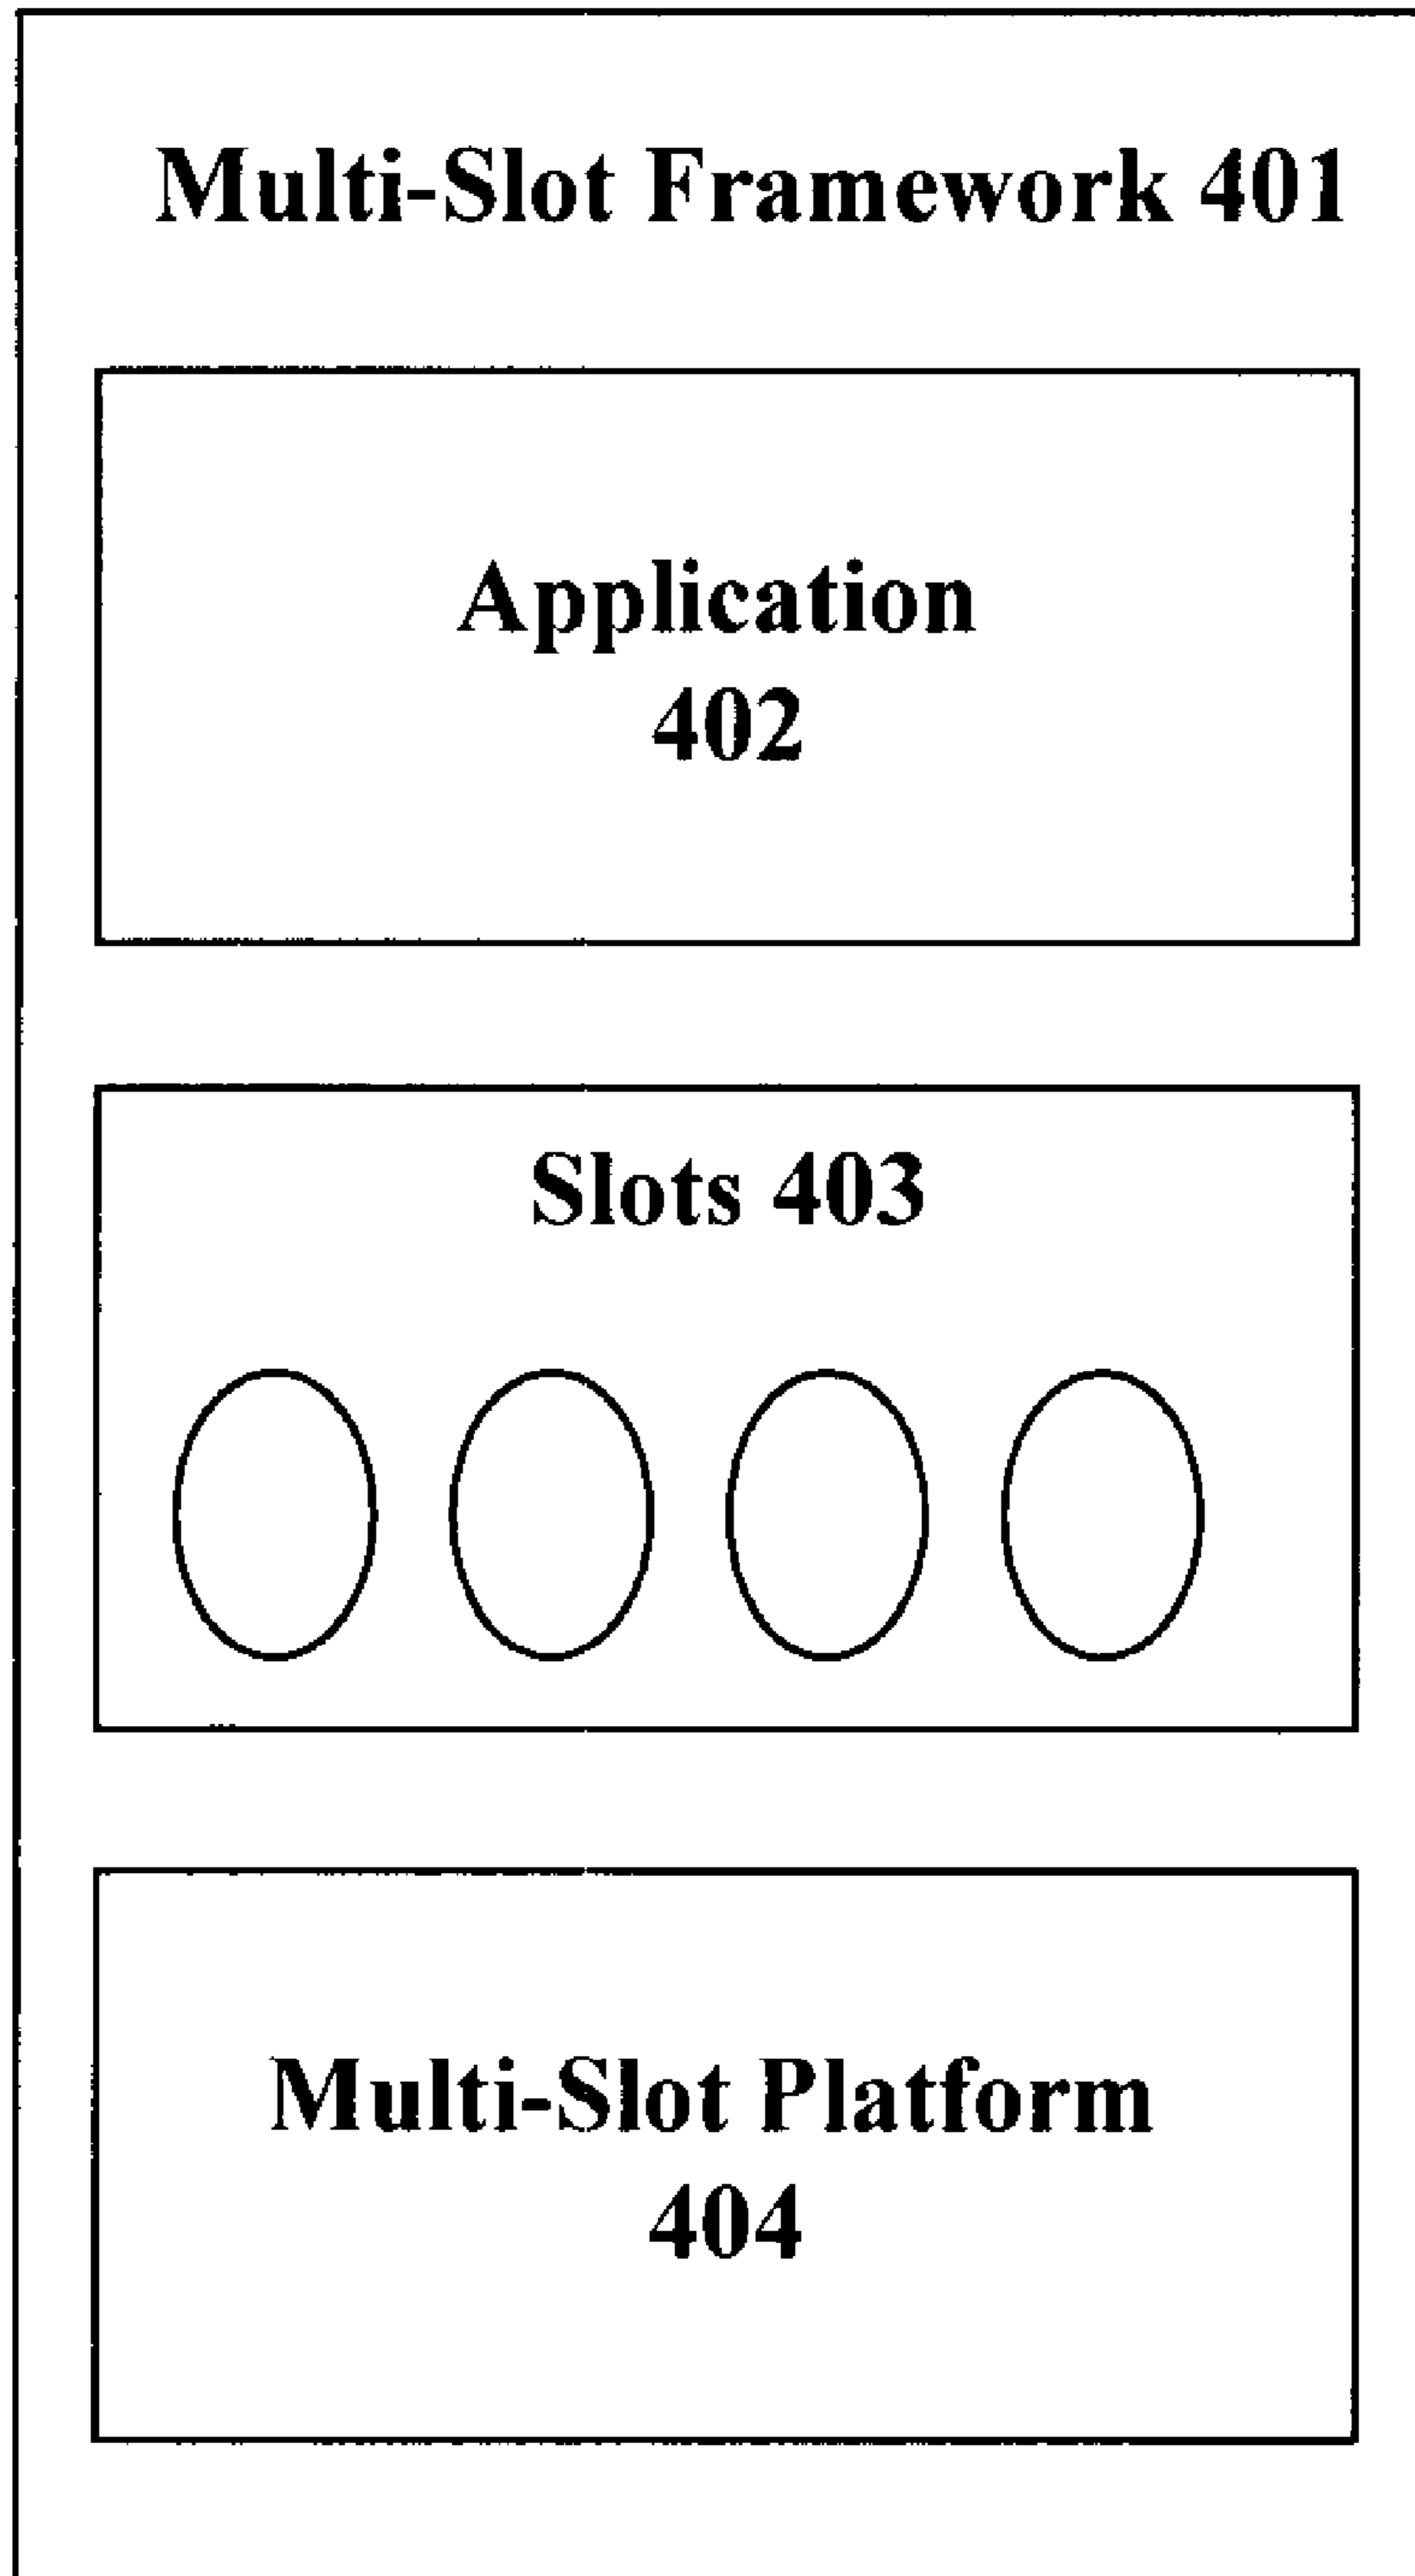 Multi-Slot Framework 401
Application
402
Slots 403
Multi-Slot Platform
404